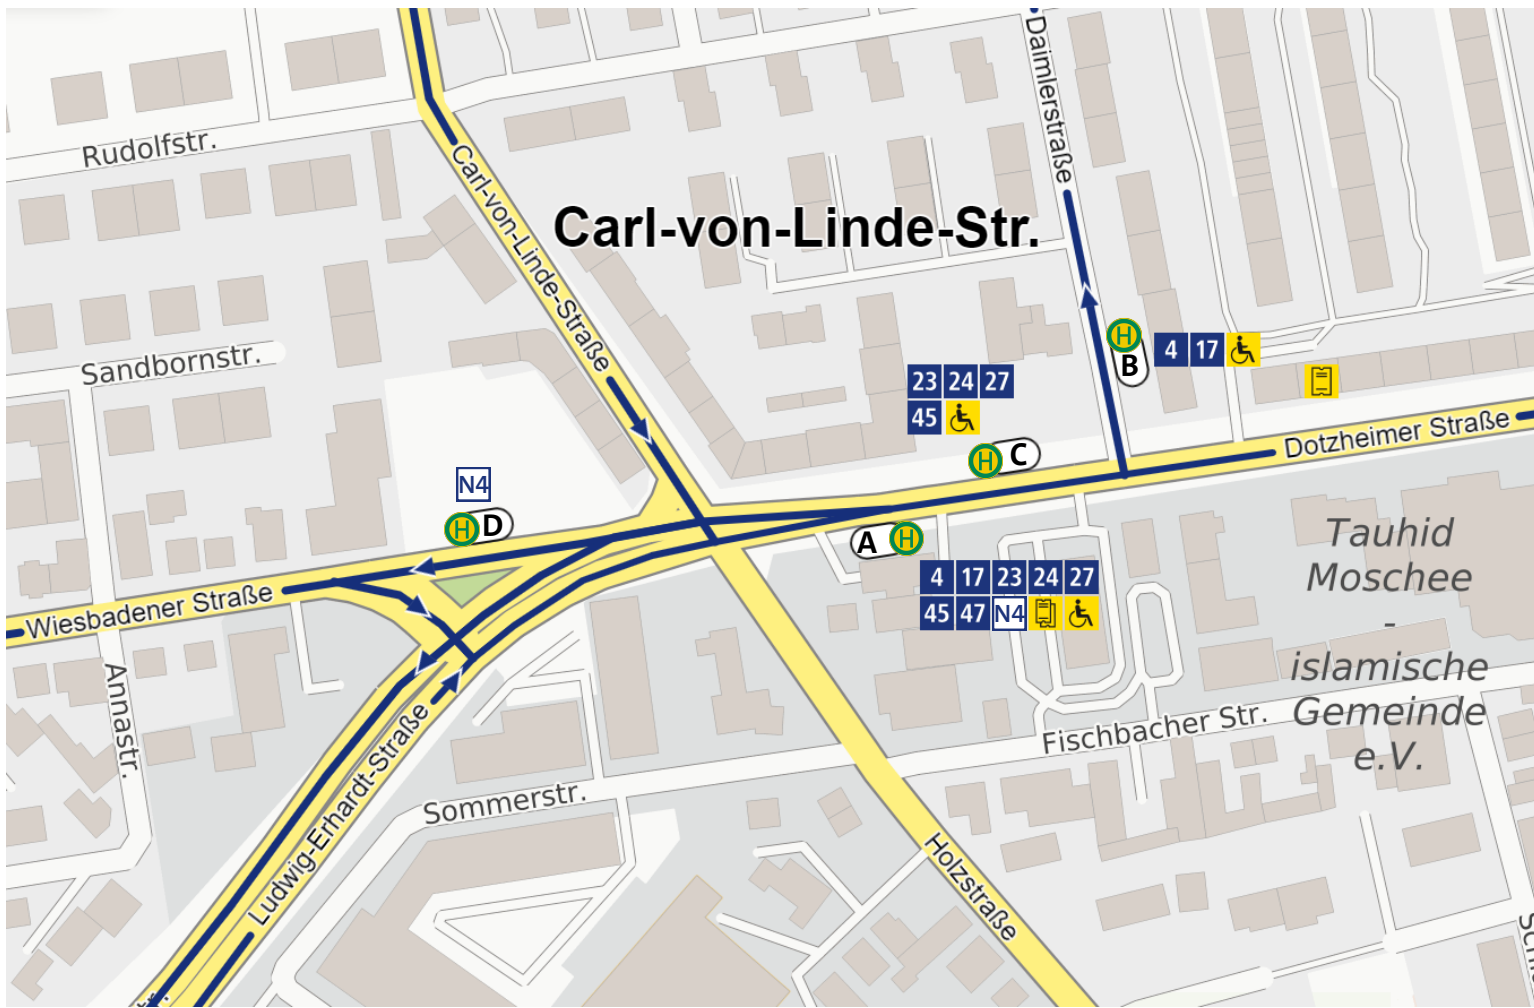 Daimlerstraße
Rudolfstr.
Carl-von-Linde-Straße
Carl-von-Linde-Str.
Sandbornstr.
H
B
4 17
23 24 27
45
Dotzheimer Straße
H C
N4
H D
A H
4 17 23 24 27
45 47 N4
Tauhid
Moschee
-
islamische
Gemeinde
e.V.
Wiesbadener Straße
Annastr.
Fischbacher Str.
Ludwig-Erhardt-Straße
Sommerstr.
Holzstraße